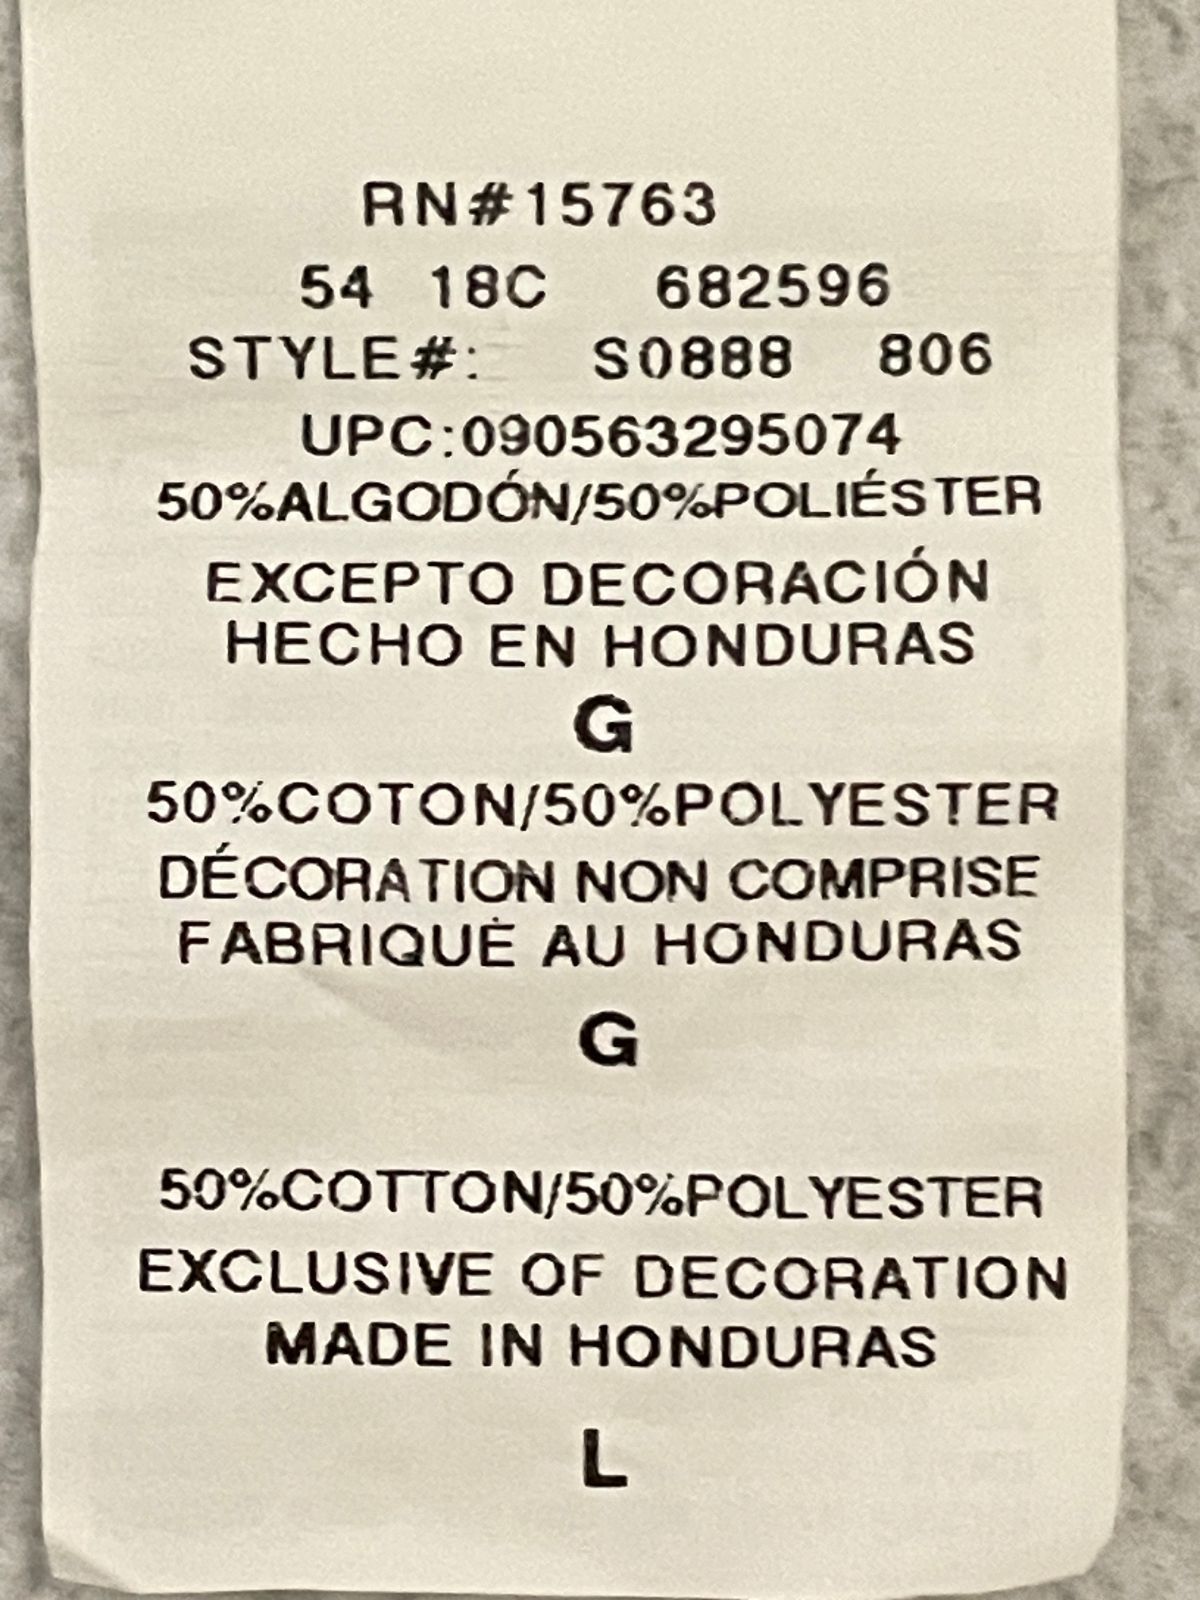 RN#15763
54 18C 682596
STYLE#: S0888 806
UPC:090563295074
50%ALGODÓN/50%POLIÉSTER
EXCEPTO DECORACIÓN
HECHO EN HONDURAS
G
50%COTON/50%POLYESTER
DÉCORATION NON COMPRISE
FABRIQUÉ AU HONDURAS
G
50%COTTON/50%POLYESTER
EXCLUSIVE OF DECORATION
MADE IN HONDURAS
L